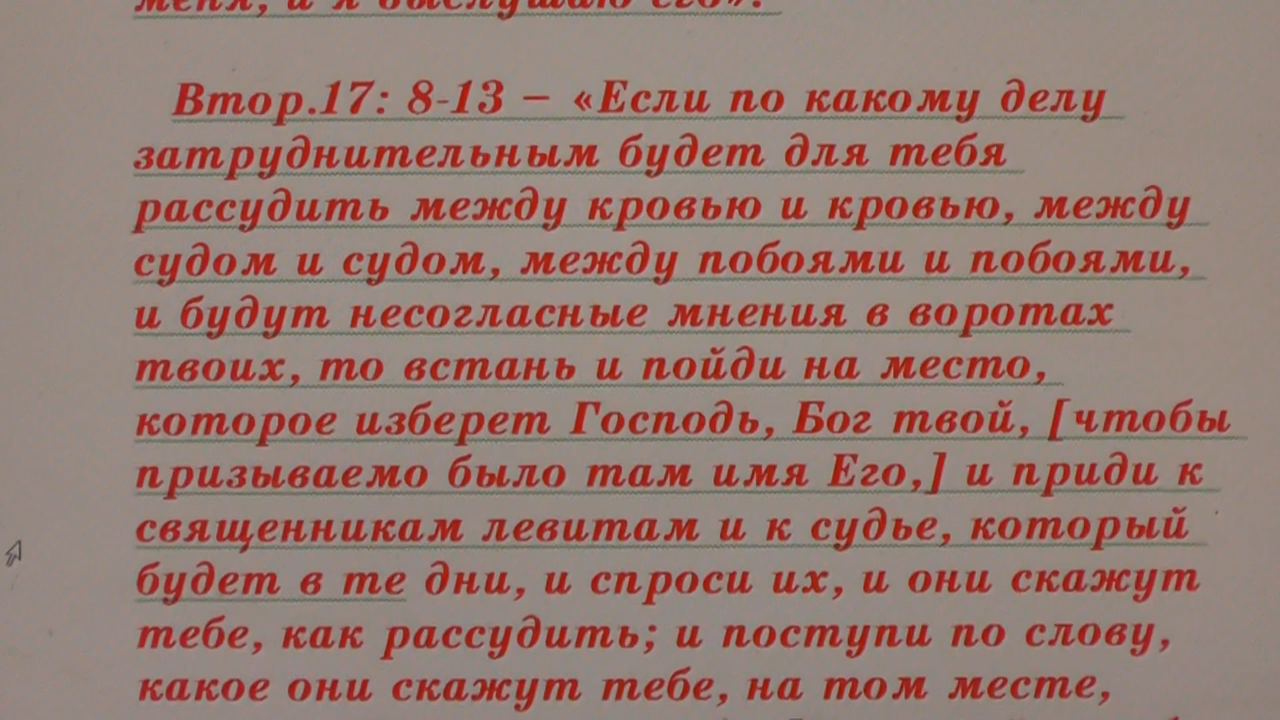 меня, и я выслушаю его».
Втор.17: 8-13 – «Если по какому делу
затруднительным будет для тебя
рассудить между кровью и кровью, между
судом и судом, между побоями и побоями,
и будут несогласные мнения в воротах
твоих, то встань и пойди на место,
которое изберет Господь, Бог твой, [чтобы
призываемо было там имя Его,] и приди к
священникам левитам и к судье, который
будет в те дни, и спроси их, и они скажут
тебе, как рассудить; и поступи по слову,
какое они скажут тебе, на том месте,